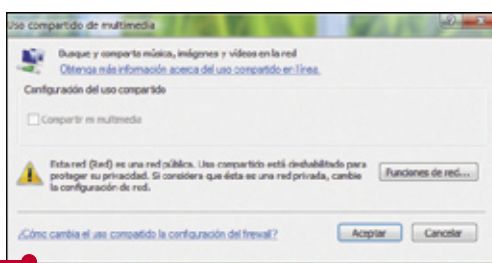 Uso compartido de multimedia
Busque y comparta música, imágenes y vídeos en la red
Obtenga más información acerca del uso compartido en línea.
Configuración del uso compartido
Compartir mi multimedia
Esta red (Red) es una red pública. Uso compartido está deshabilitado para
proteger su privacidad. Si considera que ésta es una red privada, cambie
la configuración de red.
Funciones de red...
¿Cómo cambia el uso compartido la configuración del firewall?
Aceptar
Cancelar